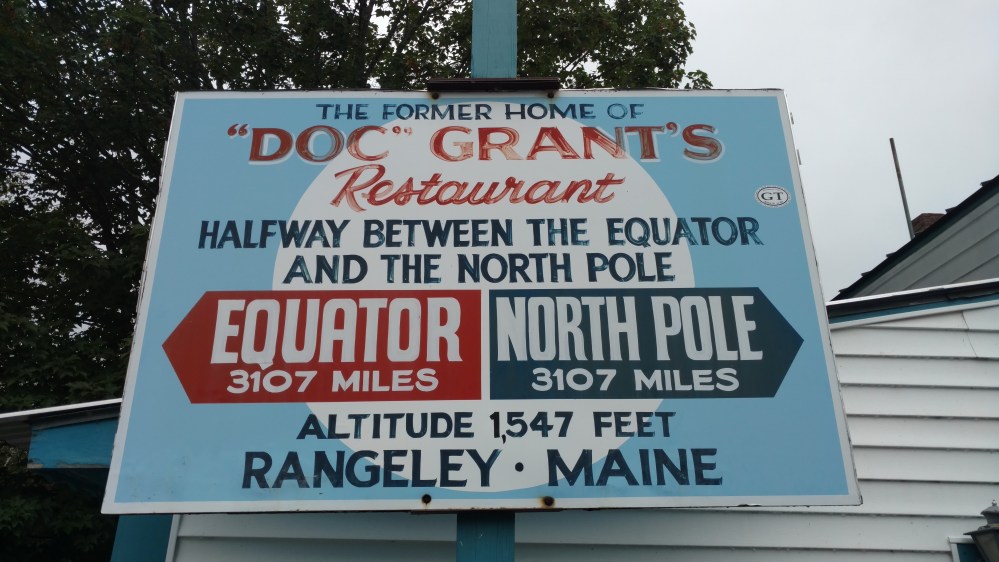 THE FORMER HOME OF
"DOC" GRANT'S
Restaurant
GT
HALFWAY BETWEEN THE EQUATOR
AND THE NORTH POLE
EQUATOR
3107 MILES
NORTH POLE
3107 MILES
ALTITUDE 1,547 FEET
RANGELEY · MAINE